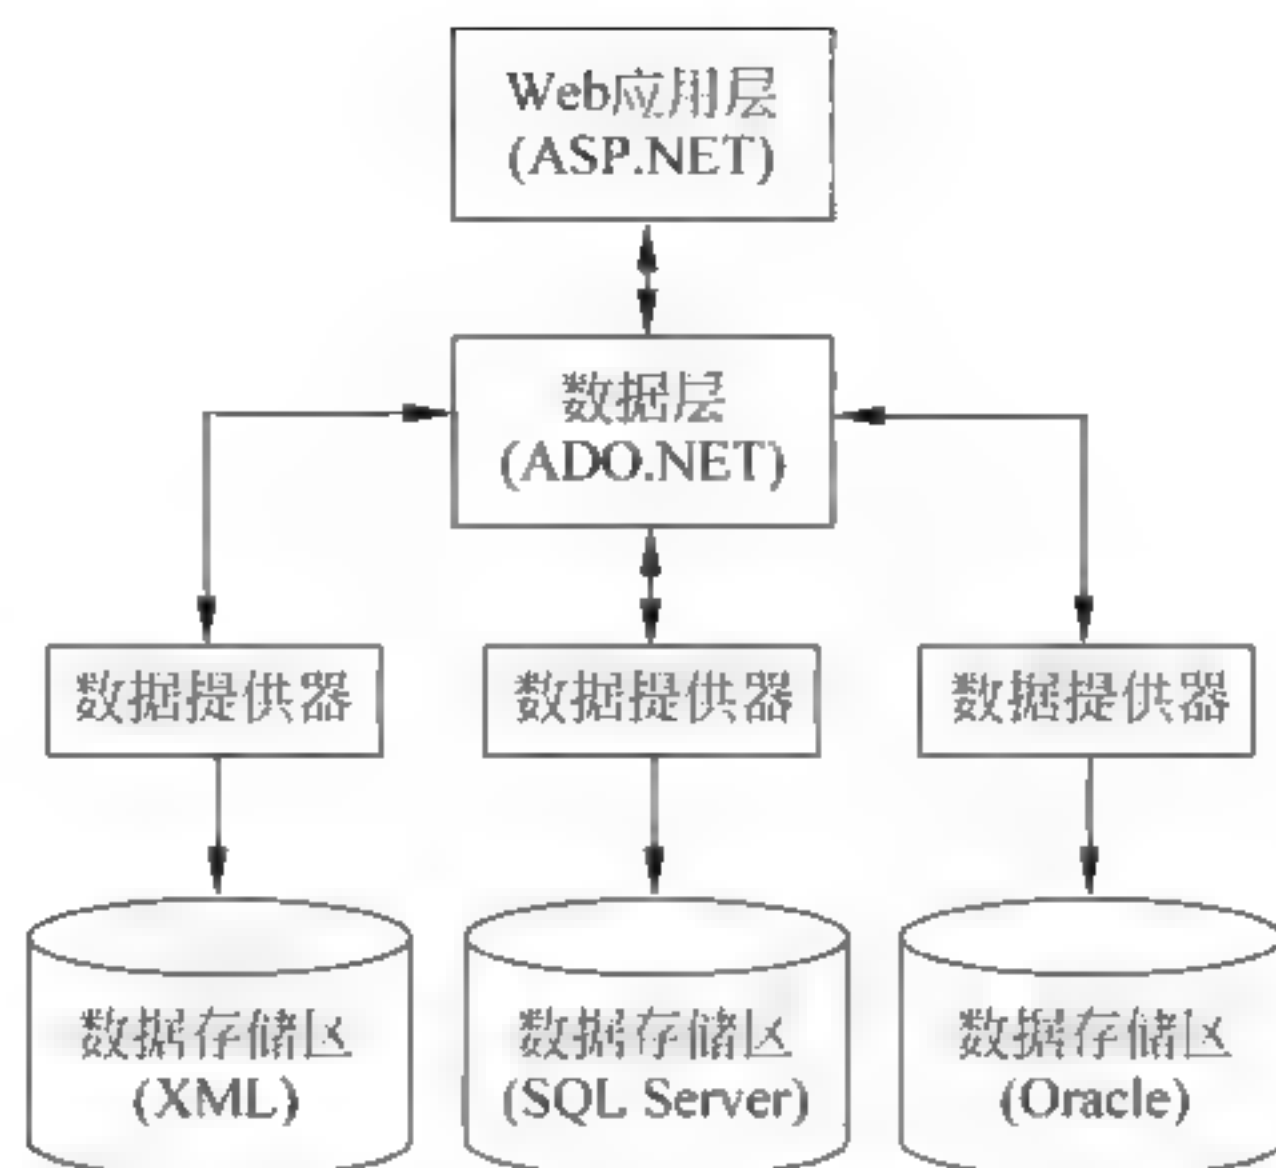 Web应用层
(ASP.NET)
数据层
(ADO.NET)
数据提供器
数据提供器
数据提供器
数据存储区
(XML)
数据存储区
(SQL Server)
数据存储区
(Oracle)